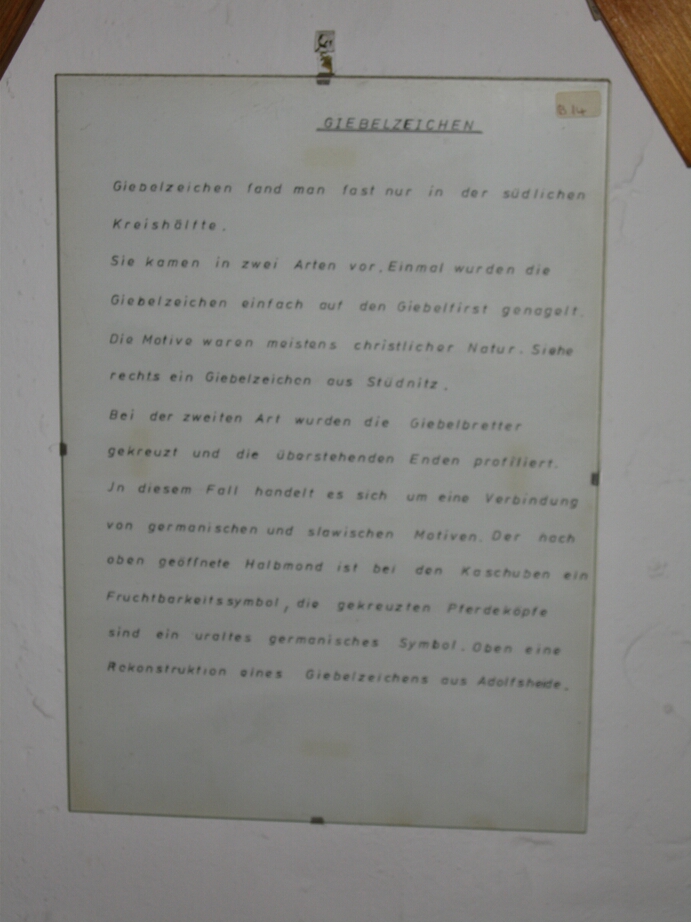 B 14
GIEBELZEICHEN
Giebelzeichen fand man fast nur in der südlichen
Kreishälfte.
Sie kamen in zwei Arten vor. Einmal wurden die
Giebelzeichen einfach auf den Giebelfirst genagelt.
Die Motive waren meistens christlicher Natur. Siehe
rechts ein Giebelzeichen aus Stüdnitz.
Bei der zweiten Art wurden die Giebelbretter
gekreuzt und die überstehenden Enden profiliert.
Jn diesem Fall handelt es sich um eine Verbindung
von germanischen und slawischen Motiven. Der nach
oben geöffnete Halbmond ist bei den Kaschuben ein
Fruchtbarkeitssymbol, die gekreuzten Pferdeköpfe
sind ein uraltes germanisches Symbol. Oben eine
Rekonstruktion eines Giebelzeichens aus Adolfsheide.